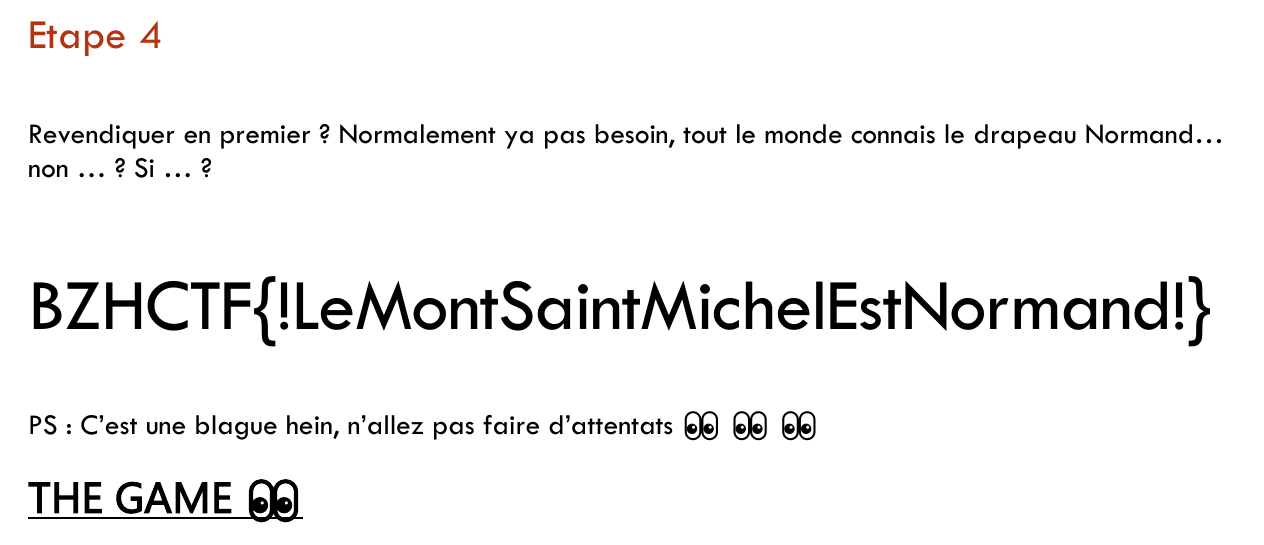 Etape 4
Revendiquer en premier ? Normalement ya pas besoin, tout le monde connais le drapeau Normand…
non … ? Si … ?
BZHCTF{!LeMontSaintMichelEstNormand!}
PS : C’est une blague hein, n’allez pas faire d’attentats 👀 👀 👀
THE GAME 👀